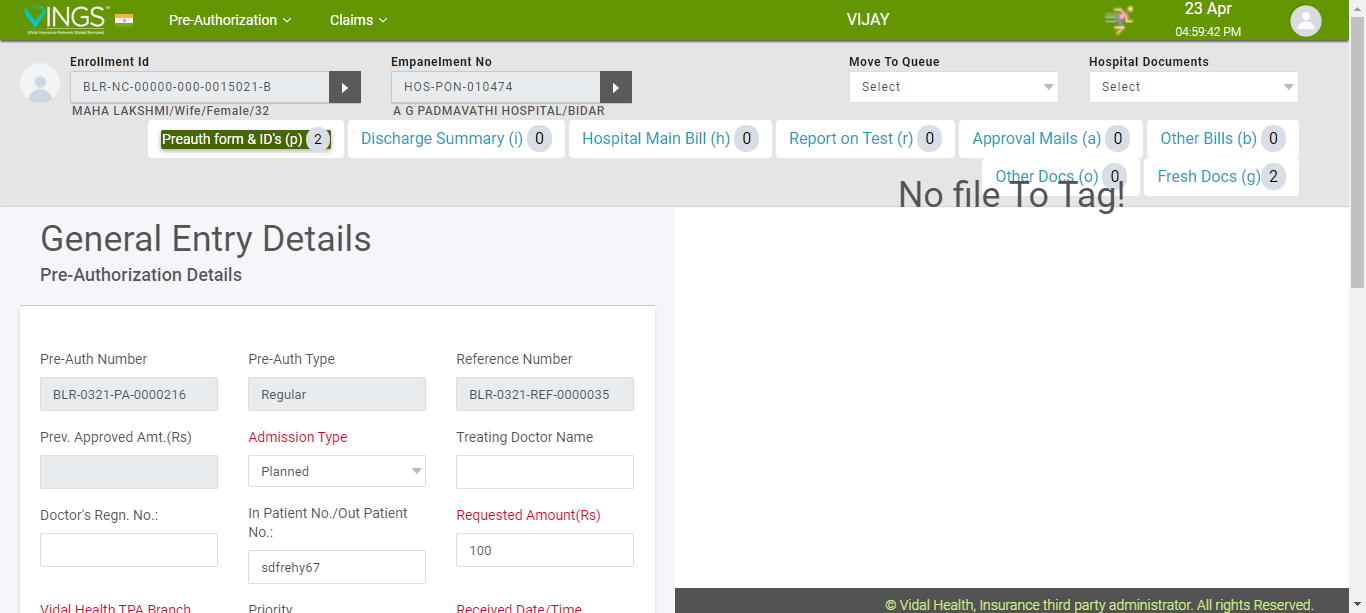 VINGS™
(Vidal Insurance Network Global Services)
Pre-Authorization
Claims
VIJAY
23 Apr
04:59:42 PM
Enrollment Id
BLR-NC-00000-000-0015021-B
MAHA LAKSHMI/Wife/Female/32
Empanelment No
HOS-PON-010474
A G PADMAVATHI HOSPITAL/BIDAR
Move To Queue
Select
Hospital Documents
Select
Preauth form & ID's (p) 2
Discharge Summary (i) 0
Hospital Main Bill (h) 0
Report on Test (r) 0
Approval Mails (a) 0
Other Bills (b) 0
Other Docs (o) 0
Fresh Docs (g) 2
No file To Tag!
General Entry Details
Pre-Authorization Details
Pre-Auth Number
BLR-0321-PA-0000216
Pre-Auth Type
Regular
Reference Number
BLR-0321-REF-0000035
Prev. Approved Amt.(Rs)
Admission Type
Planned
Treating Doctor Name
Doctor's Regn. No.:
In Patient No./Out Patient
No.:
sdfrehy67
Requested Amount(Rs)
100
Vidal Health TPA Branch
Priority
Received Date/Time
© Vidal Health, Insurance third party administrator. All rights Reserved.